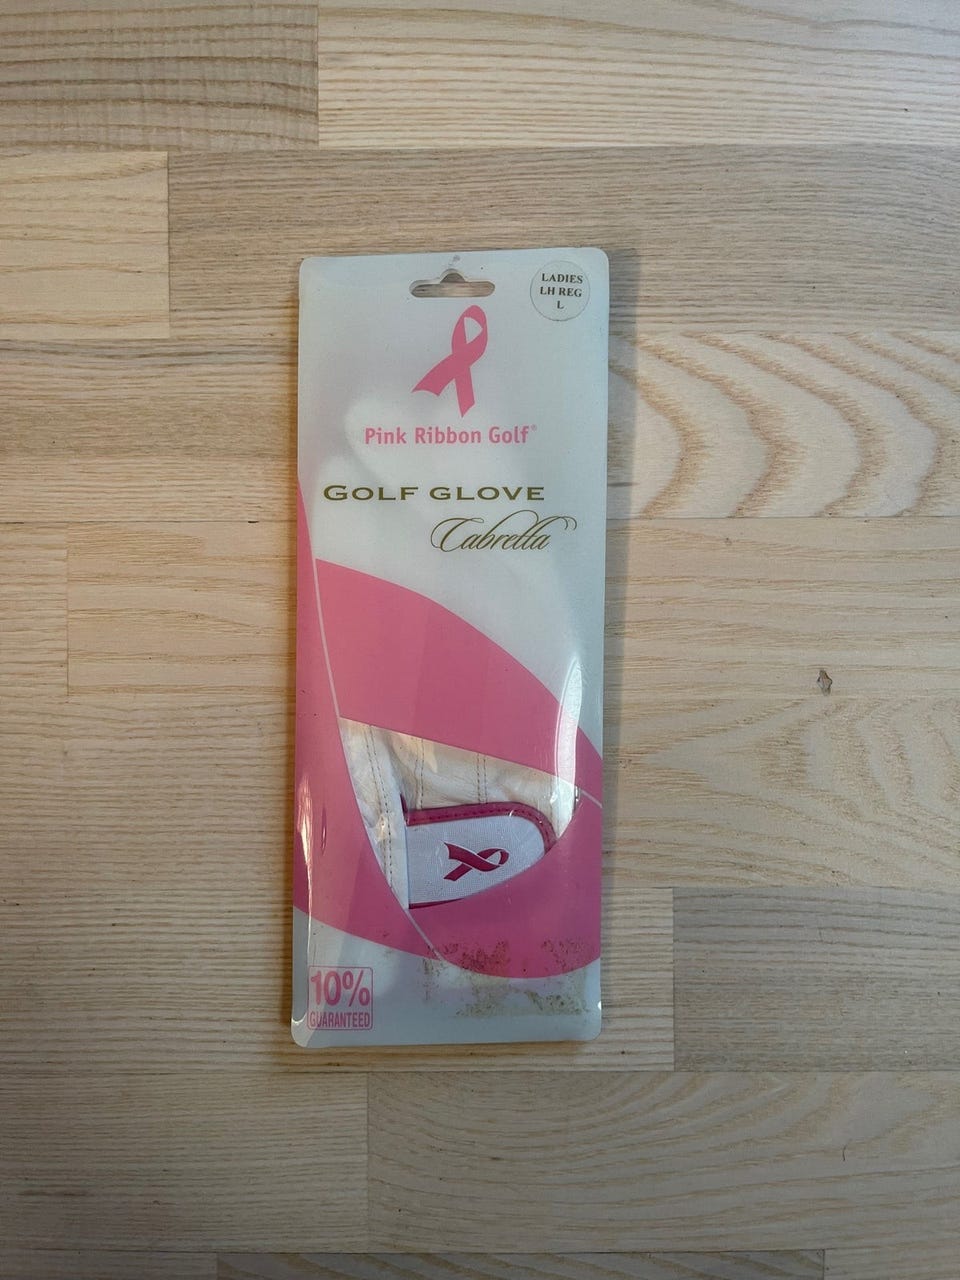 LADIES
LH REG
L
Pink Ribbon Golf®
GOLF GLOVE
Cabretta
10%
GUARANTEED